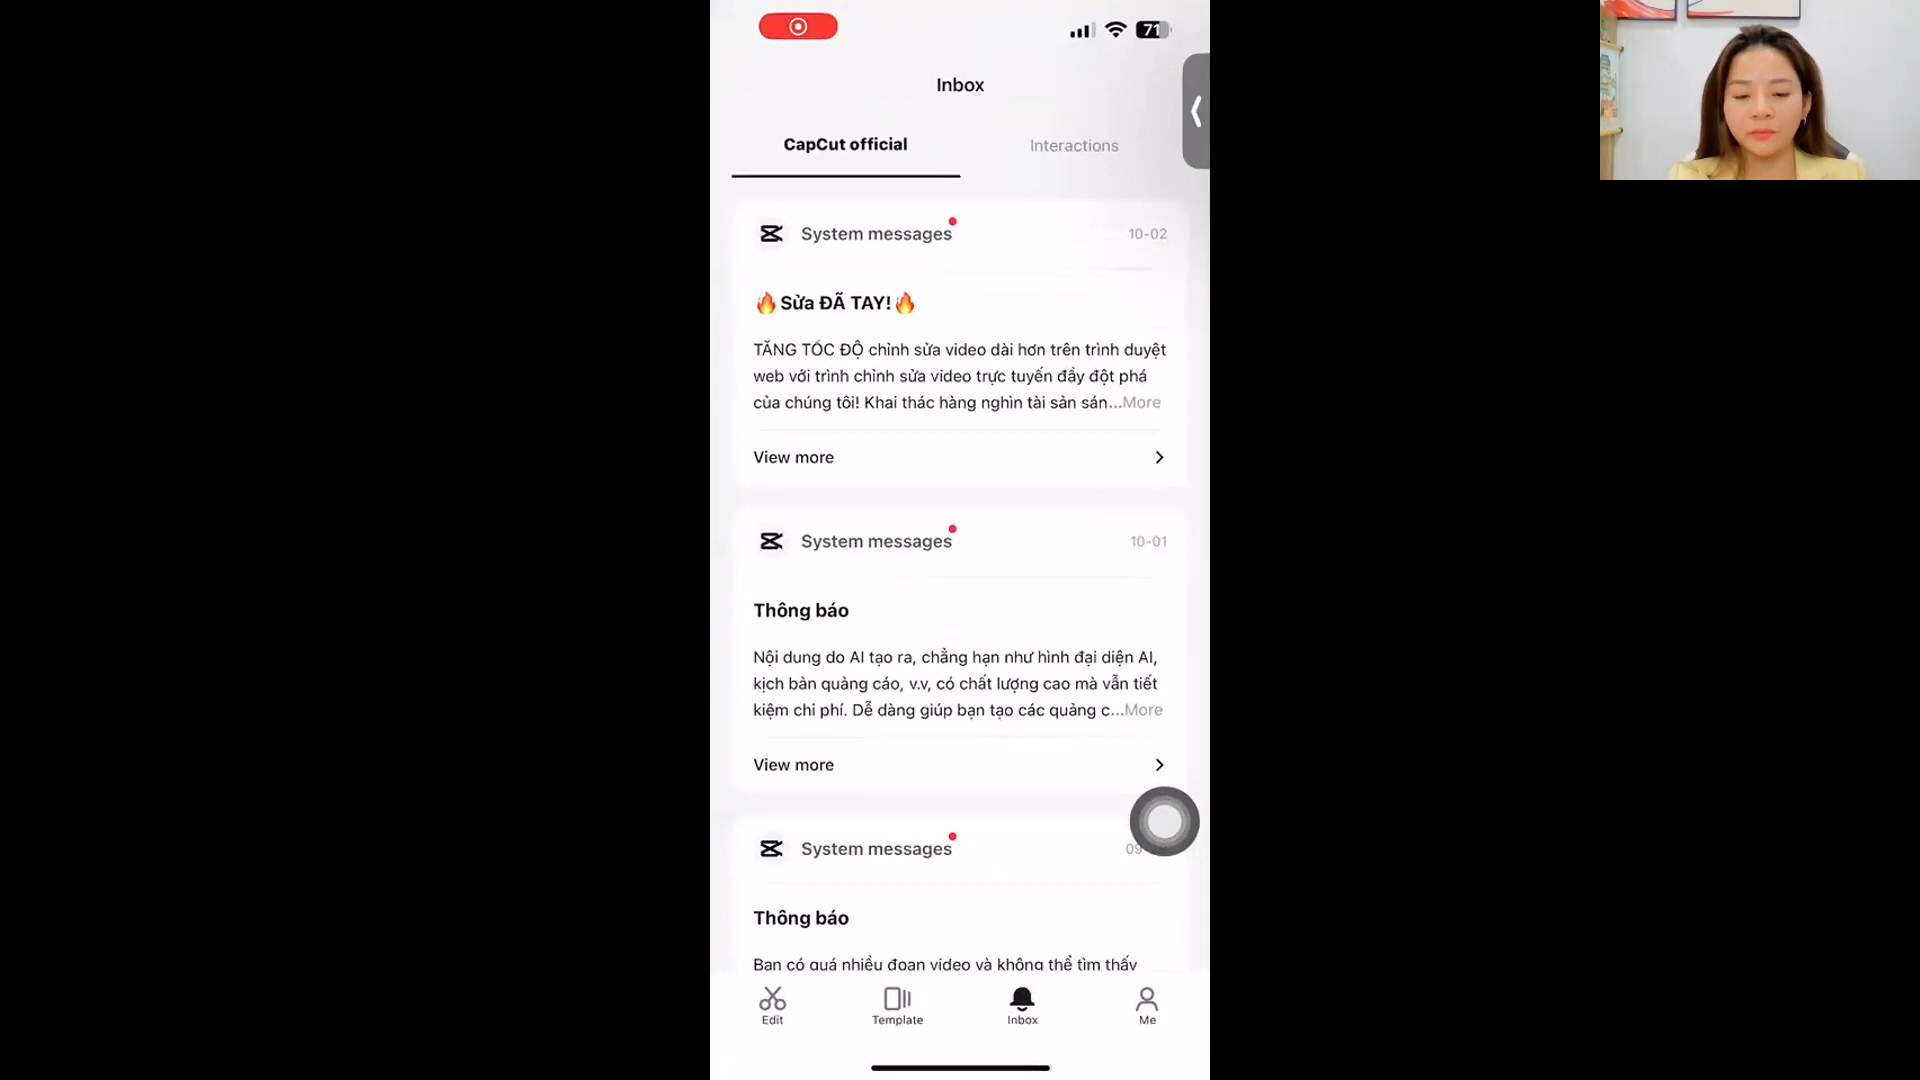 71
Inbox
CapCut official
Interactions
System messages
10-02
🔥Sửa ĐÃ TAY!🔥
TĂNG TỐC ĐỘ chỉnh sửa video dài hơn trên trình duyệt
web với trình chỉnh sửa video trực tuyến đầy đột phá
của chúng tôi! Khai thác hàng nghìn tài sản sán...More
View more
System messages
10-01
Thông báo
Nội dung do AI tạo ra, chẳng hạn như hình đại diện AI,
kịch bản quảng cáo, v.v, có chất lượng cao mà vẫn tiết
kiệm chi phí. Dễ dàng giúp bạn tạo các quảng c...More
View more
System messages
Thông báo
Bạn có quá nhiều đoạn video và không thể tìm thấy
Edit
Template
Inbox
Me